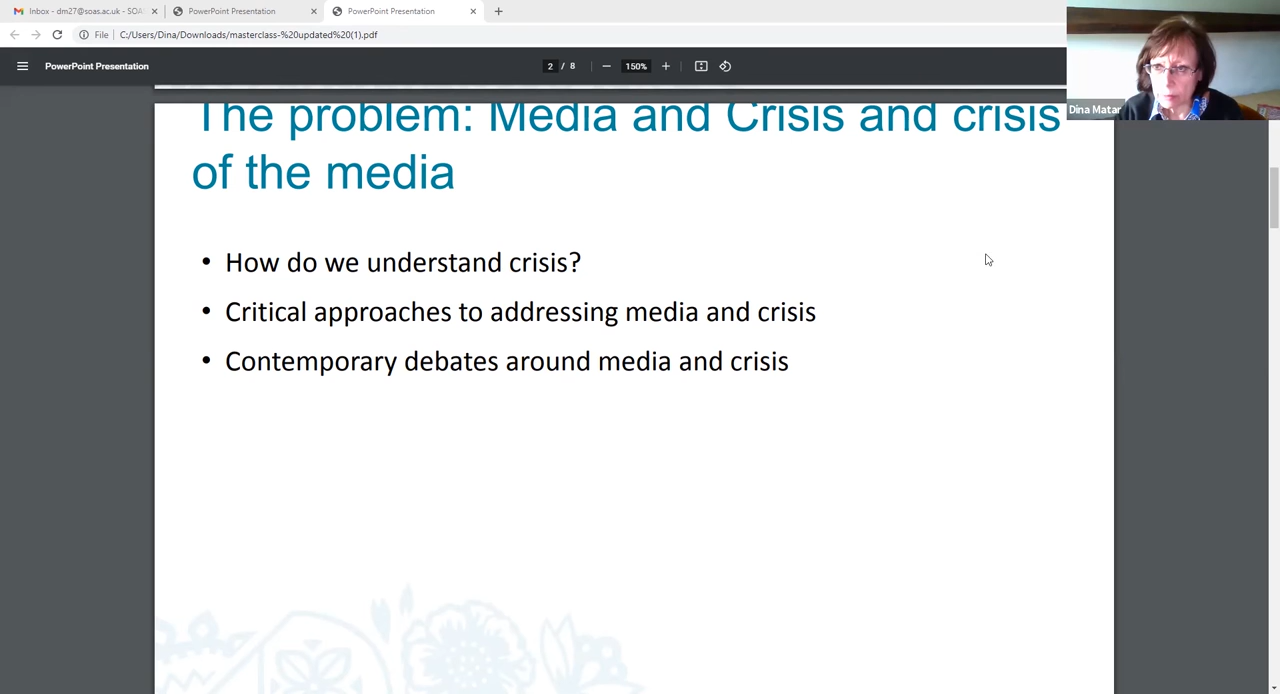 Inbox - dm27@soas.ac.uk - SOA
PowerPoint Presentation
PowerPoint Presentation
File
C:/Users/Dina/Downloads/masterclass-%20updated%20(1).pdf
PowerPoint Presentation
2 / 8
150%
Dina Matar
The problem: Media and Crisis and crisis
of the media
• How do we understand crisis?
• Critical approaches to addressing media and crisis
• Contemporary debates around media and crisis